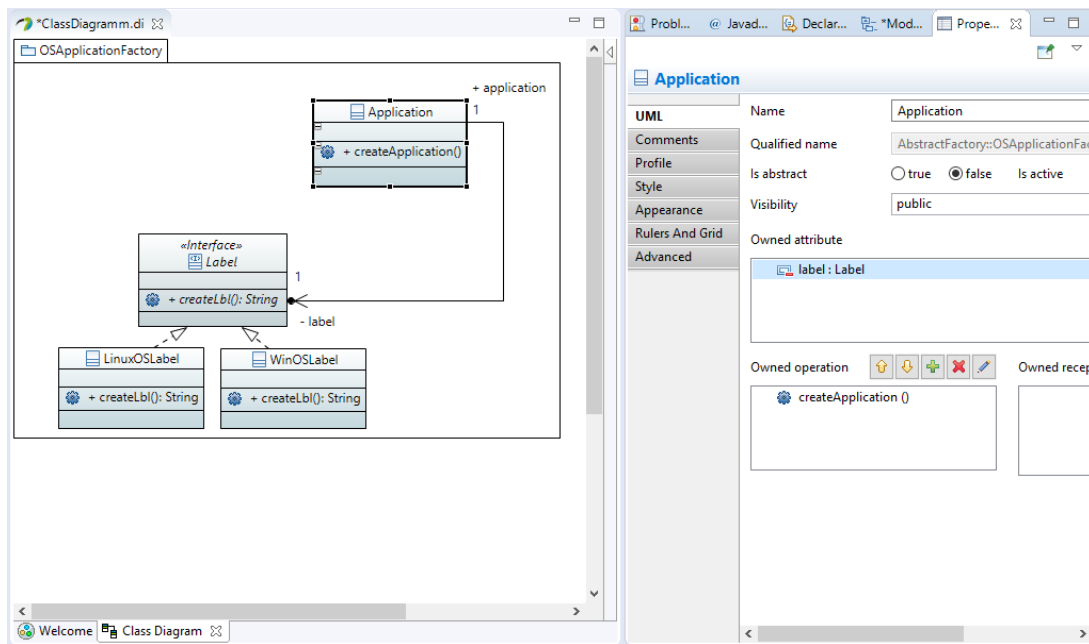 *ClassDiagramm.di
OSApplicationFactory
+ application
1
Application
+ createApplication()
«Interface»
Label
+ createLbl(): String
1
- label
LinuxOSLabel
+ createLbl(): String
WinOSLabel
+ createLbl(): String
Welcome
Class Diagram
Probl...
@ Javad...
Declar...
*Mod...
Prope...
Application
UML
Comments
Profile
Style
Appearance
Rulers And Grid
Advanced
Name
Application
Qualified name
AbstractFactory::OSApplicationFac
Is abstract
true
false
Is active
Visibility
public
Owned attribute
label : Label
Owned operation
Owned recep
createApplication ()